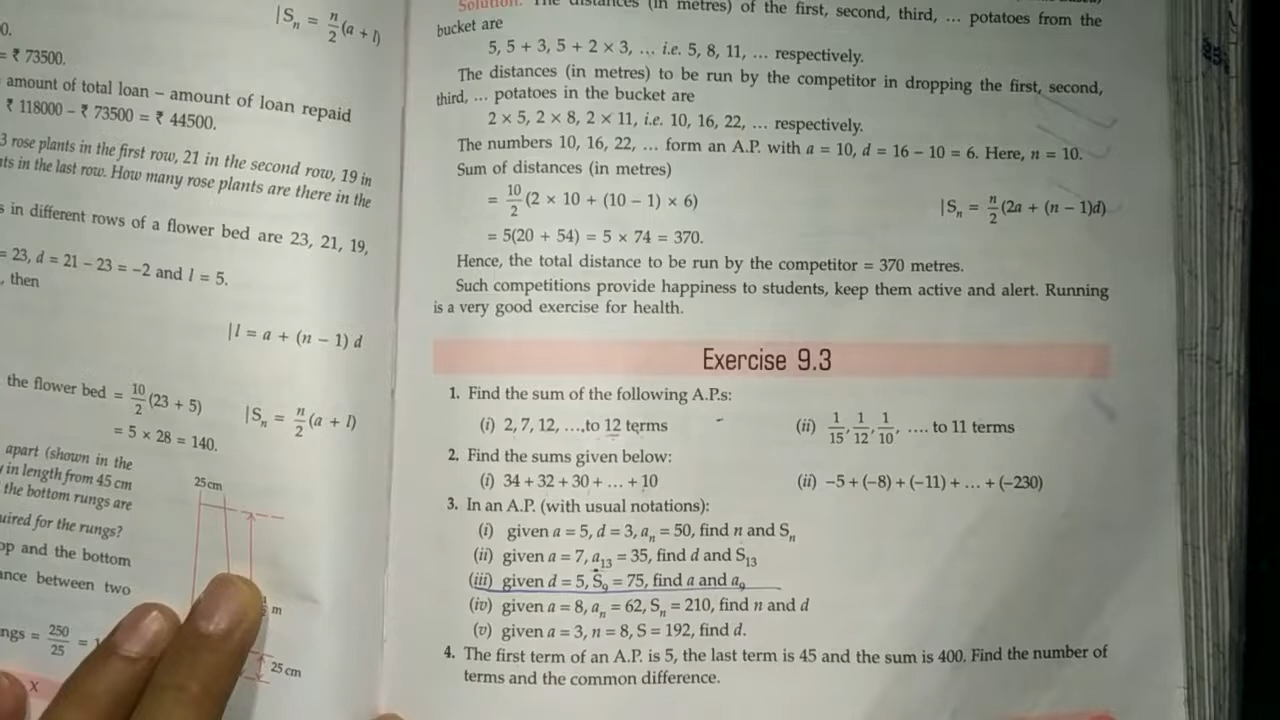 |Sₙ = n/2 (a + l)
0.
= ₹ 73500.
amount of total loan – amount of loan repaid
₹ 118000 – ₹ 73500 = ₹ 44500.
3 rose plants in the first row, 21 in the second row, 19 in
nts in the last row. How many rose plants are there in the
s in different rows of a flower bed are 23, 21, 19,
= 23, d = 21 – 23 = –2 and l = 5.
, then
|l = a + (n – 1) d
the flower bed = 10/2 (23 + 5) |Sₙ = n/2 (a + l)
= 5 × 28 = 140.
apart (shown in the
y in length from 45 cm
the bottom rungs are
uired for the rungs?
op and the bottom
ance between two
ngs = 250/25 =
25 cm
m
25 cm
X
Solution. The distances (in metres) of the first, second, third, ... potatoes from the
bucket are
5, 5 + 3, 5 + 2 × 3, ... i.e. 5, 8, 11, ... respectively.
The distances (in metres) to be run by the competitor in dropping the first, second,
third, ... potatoes in the bucket are
2 × 5, 2 × 8, 2 × 11, i.e. 10, 16, 22, ... respectively.
The numbers 10, 16, 22, ... form an A.P. with a = 10, d = 16 – 10 = 6. Here, n = 10.
Sum of distances (in metres)
= 10/2 (2 × 10 + (10 – 1) × 6) |Sₙ = n/2 (2a + (n – 1)d)
= 5(20 + 54) = 5 × 74 = 370.
Hence, the total distance to be run by the competitor = 370 metres.
Such competitions provide happiness to students, keep them active and alert. Running
is a very good exercise for health.
Exercise 9.3
1. Find the sum of the following A.P.s:
(i) 2, 7, 12, ...,to 12 terms (ii) 1/15, 1/12, 1/10, .... to 11 terms
2. Find the sums given below:
(i) 34 + 32 + 30 + ... + 10 (ii) –5 + (–8) + (–11) + ... + (–230)
3. In an A.P. (with usual notations):
(i) given a = 5, d = 3, aₙ = 50, find n and Sₙ
(ii) given a = 7, a₁₃ = 35, find d and S₁₃
(iii) given d = 5, S₉ = 75, find a and a₉
(iv) given a = 8, aₙ = 62, Sₙ = 210, find n and d
(v) given a = 3, n = 8, S = 192, find d.
4. The first term of an A.P. is 5, the last term is 45 and the sum is 400. Find the number of
terms and the common difference.